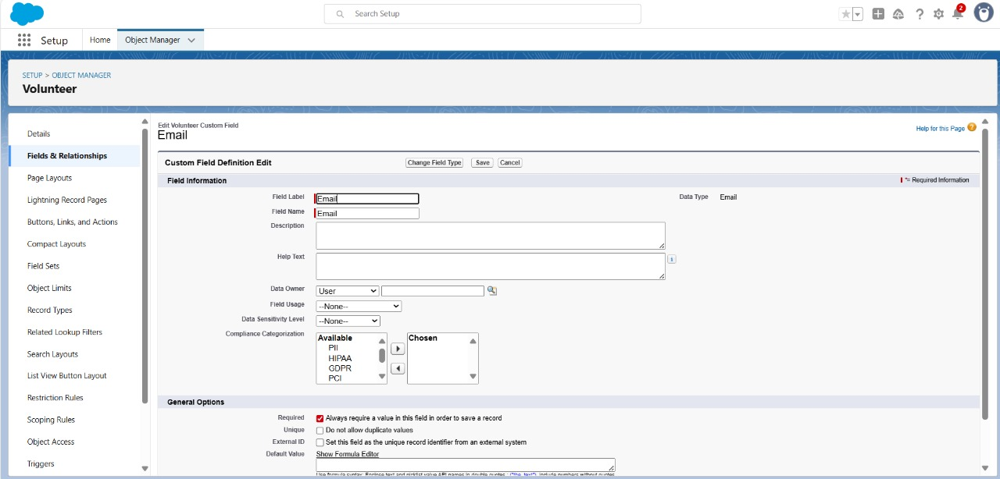 Search Setup
2
Setup
Home
Object Manager
SETUP > OBJECT MANAGER
Volunteer
Details
Fields & Relationships
Page Layouts
Lightning Record Pages
Buttons, Links, and Actions
Compact Layouts
Field Sets
Object Limits
Record Types
Related Lookup Filters
Search Layouts
List View Button Layout
Restriction Rules
Scoping Rules
Object Access
Triggers
Edit Volunteer Custom Field
Email
Help for this Page
Custom Field Definition Edit
Change Field Type
Save
Cancel
Field Information
= Required Information
Field Label
Email
Data Type
Email
Field Name
Email
Description
Help Text
i
Data Owner
User
Field Usage
--None--
Data Sensitivity Level
--None--
Compliance Categorization
Available
PII
HIPAA
GDPR
PCI
Chosen
General Options
Required
Always require a value in this field in order to save a record
Unique
Do not allow duplicate values
External ID
Set this field as the unique record identifier from an external system
Default Value
Show Formula Editor
Use formula syntax: Enclose text and picklist value API names in double quotes : ("the_text"), include numbers without quotes